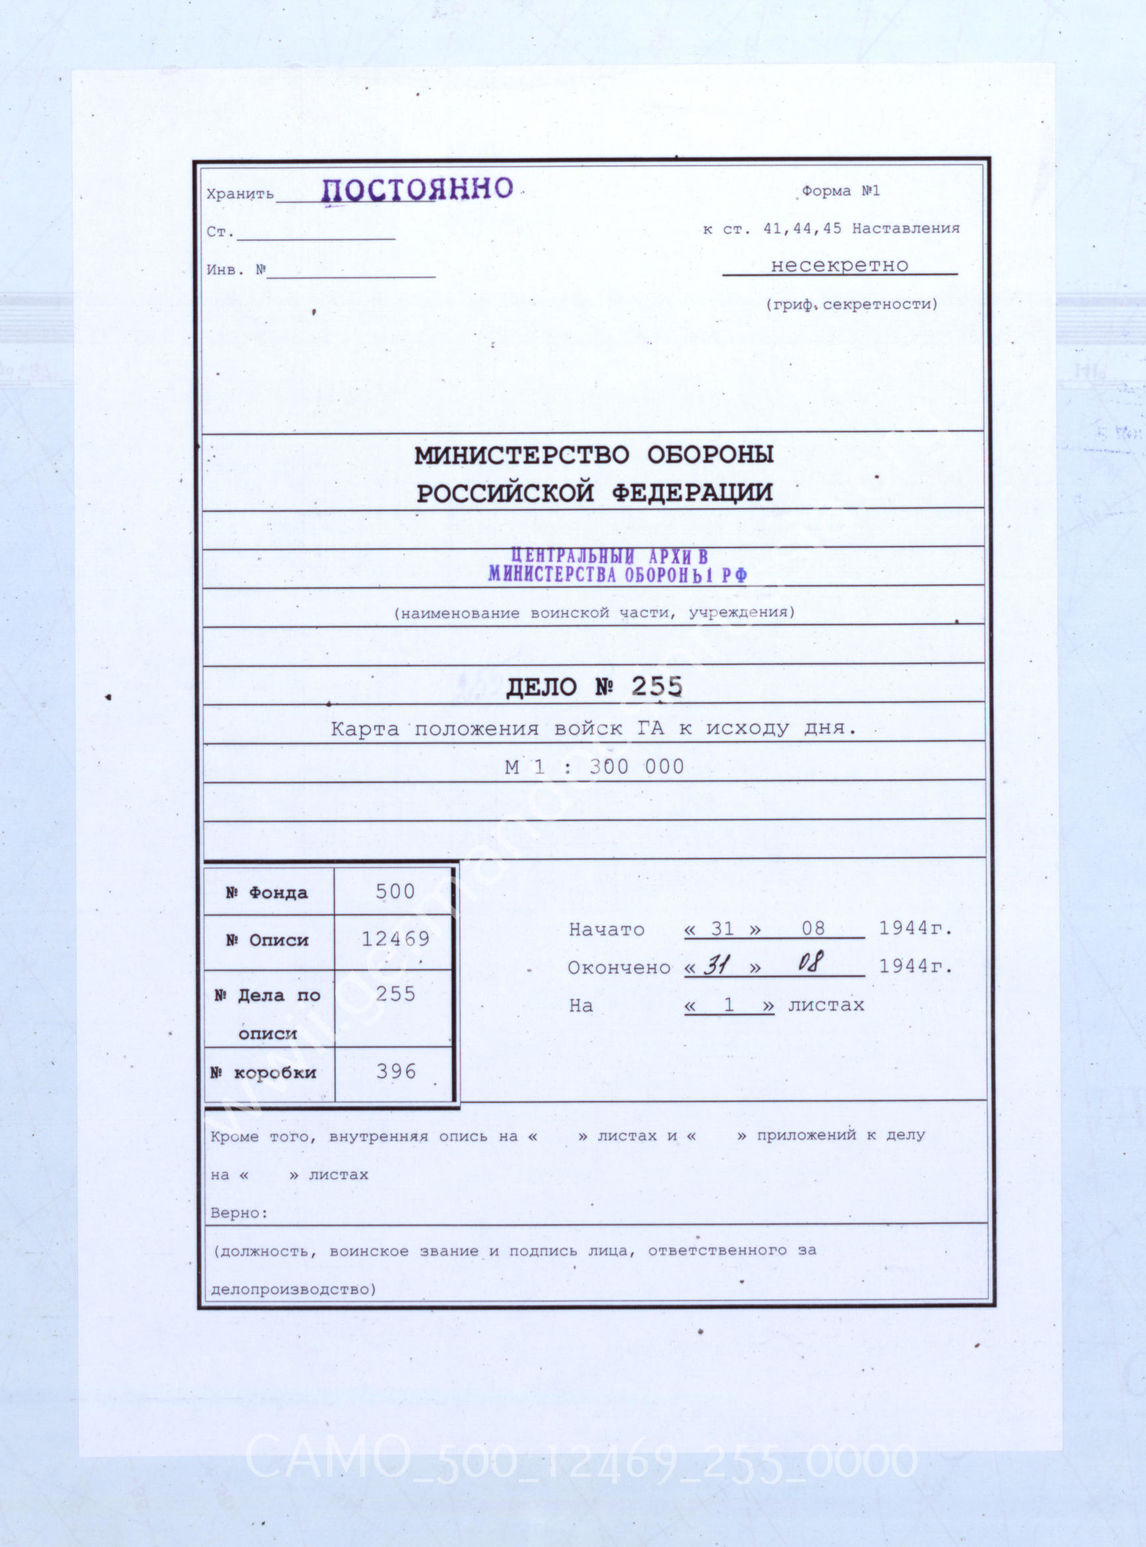 Хранить ПОСТОЯННО
Форма №1
Ст.
к ст. 41,44,45 Наставления
Инв. №
несекретно
(гриф секретности)
МИНИСТЕРСТВО ОБОРОНЫ
РОССИЙСКОЙ ФЕДЕРАЦИИ
ЦЕНТРАЛЬНЫЙ АРХИВ
МИНИСТЕРСТВА ОБОРОНЫ РФ
(наименование воинской части, учреждения)
ДЕЛО № 255
Карта положения войск ГА к исходу дня.
М 1 : 300 000
№ Фонда 500
№ Описи 12469
№ Дела по описи 255
№ коробки 396
Начато « 31 » 08 1944г.
Окончено « 31 » 08 1944г.
На « 1 » листах
Кроме того, внутренняя опись на « » листах и « » приложений к делу
на « » листах
Верно:
(должность, воинское звание и подпись лица, ответственного за
делопроизводство)
CAMO_500_12469_255_0000